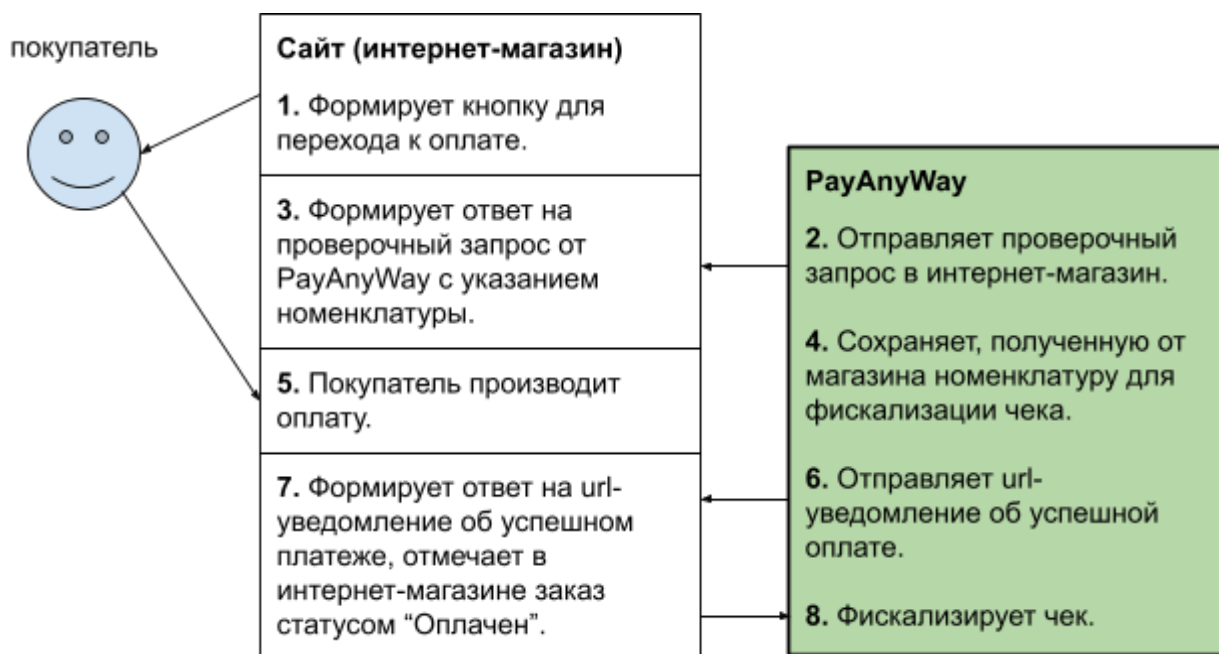 покупатель
Сайт (интернет-магазин)
1. Формирует кнопку для
перехода к оплате.
3. Формирует ответ на
проверочный запрос от
PayAnyWay с указанием
номенклатуры.
5. Покупатель производит
оплату.
7. Формирует ответ на url-
уведомление об успешном
платеже, отмечает в
интернет-магазине заказ
статусом “Оплачен”.
PayAnyWay
2. Отправляет проверочный
запрос в интернет-магазин.
4. Сохраняет, полученную от
магазина номенклатуру для
фискализации чека.
6. Отправляет url-
уведомление об успешной
оплате.
8. Фискализирует чек.